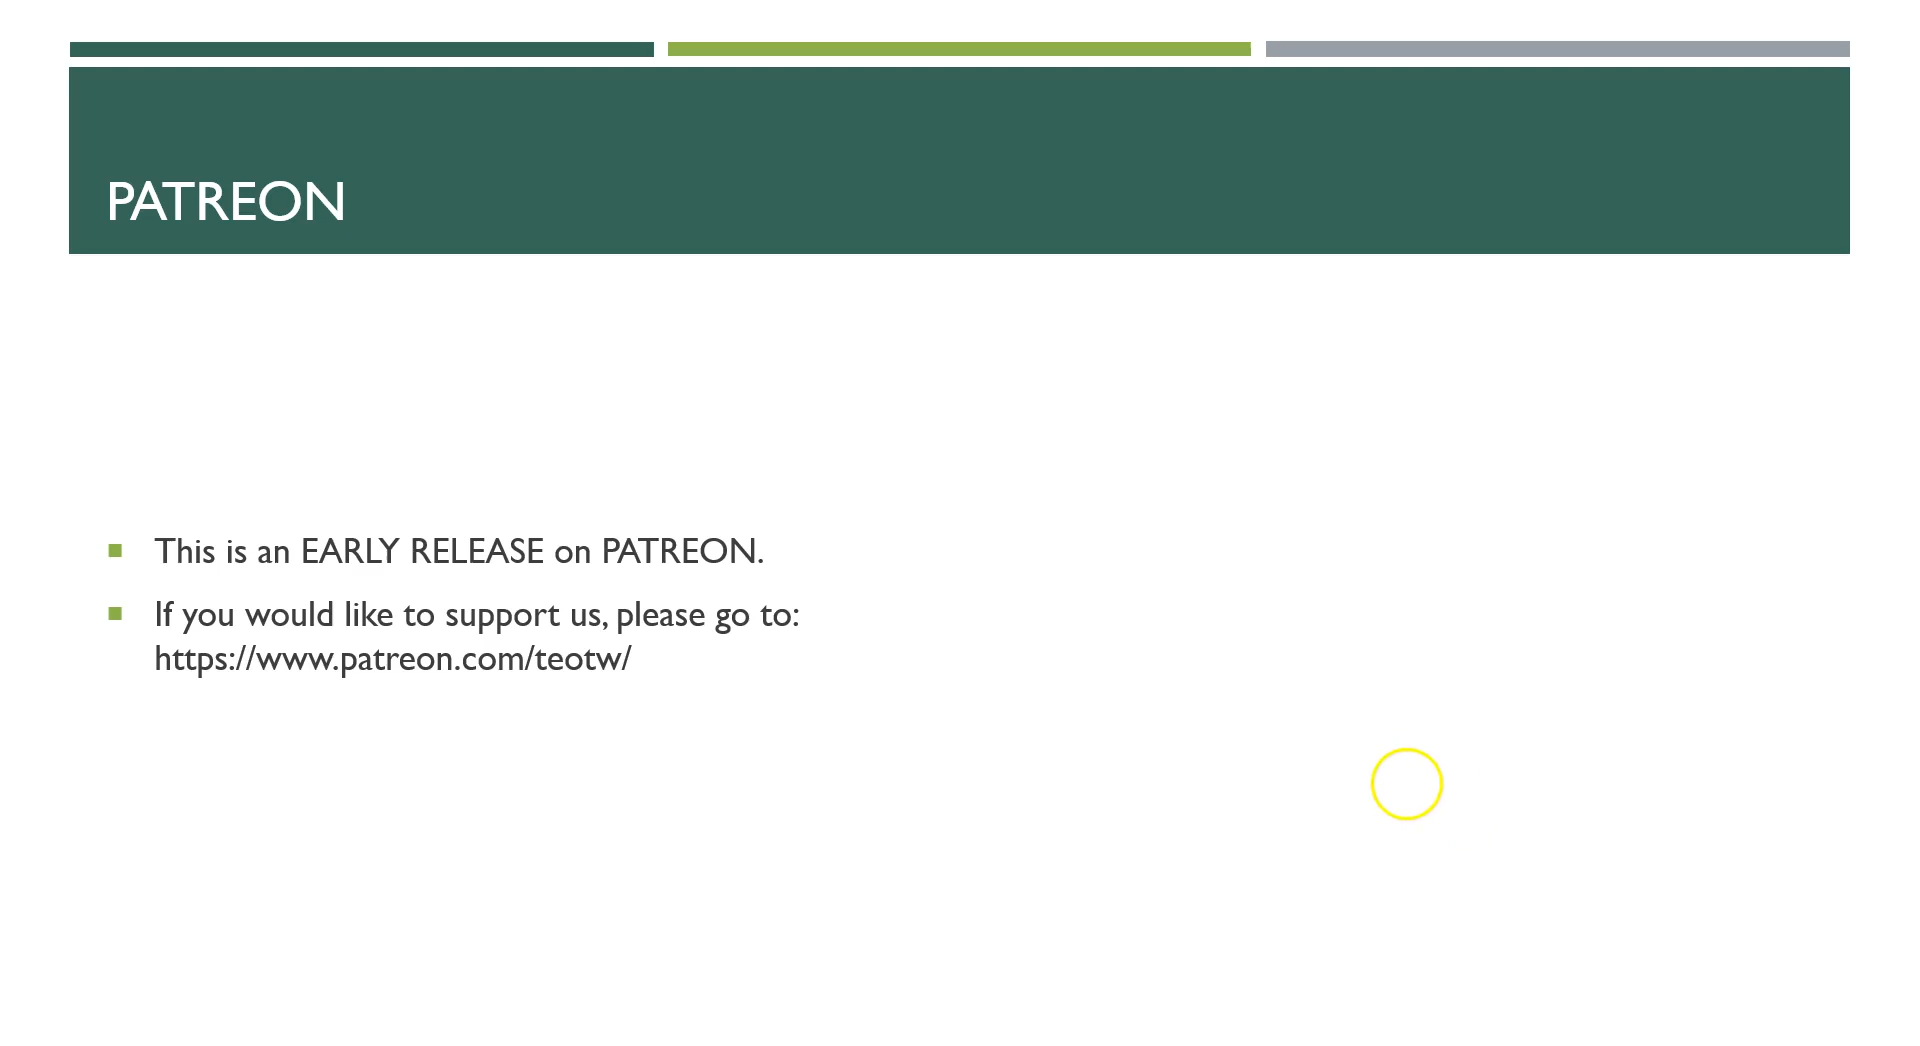 PATREON
This is an EARLY RELEASE on PATREON.
If you would like to support us, please go to:
https://www.patreon.com/teotw/